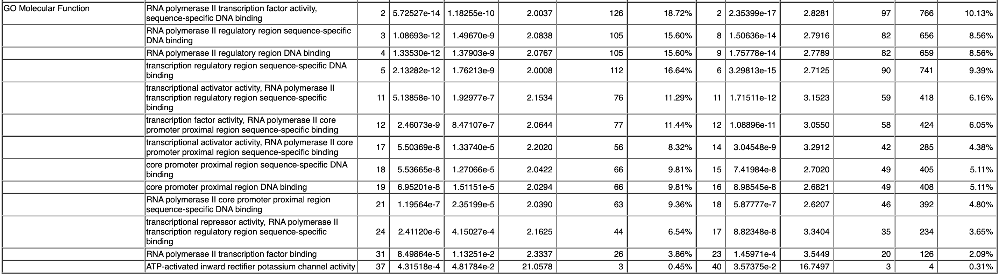 GO Molecular Function RNA polymerase II transcription factor activity,
sequence-specific DNA binding 2 5.72527e-14 1.18255e-10 2.0037 126 18.72% 2 2.35399e-17 2.8281 97 766 10.13%
RNA polymerase II regulatory region sequence-specific
DNA binding 3 1.08693e-12 1.49670e-9 2.0838 105 15.60% 8 1.50636e-14 2.7916 82 656 8.56%
RNA polymerase II regulatory region DNA binding 4 1.33530e-12 1.37903e-9 2.0767 105 15.60% 9 1.75778e-14 2.7789 82 659 8.56%
transcription regulatory region sequence-specific DNA
binding 5 2.13282e-12 1.76213e-9 2.0008 112 16.64% 6 3.29813e-15 2.7125 90 741 9.39%
transcriptional activator activity, RNA polymerase II
transcription regulatory region sequence-specific 11 5.13858e-10 1.92977e-7 2.1534 76 11.29% 11 1.71511e-12 3.1523 59 418 6.16%
binding
transcription factor activity, RNA polymerase II core
promoter proximal region sequence-specific binding 12 2.46073e-9 8.47107e-7 2.0644 77 11.44% 12 1.08896e-11 3.0550 58 424 6.05%
transcriptional activator activity, RNA polymerase II core
promoter proximal region sequence-specific binding 17 5.50369e-8 1.33740e-5 2.2020 56 8.32% 14 3.04548e-9 3.2912 42 285 4.38%
core promoter proximal region sequence-specific DNA
binding 18 5.53665e-8 1.27066e-5 2.0422 66 9.81% 15 7.41984e-8 2.7020 49 405 5.11%
core promoter proximal region DNA binding 19 6.95201e-8 1.51151e-5 2.0294 66 9.81% 16 8.98545e-8 2.6821 49 408 5.11%
RNA polymerase II core promoter proximal region
sequence-specific DNA binding 21 1.19564e-7 2.35199e-5 2.0390 63 9.36% 18 5.87777e-7 2.6207 46 392 4.80%
transcriptional repressor activity, RNA polymerase II
transcription regulatory region sequence-specific 24 2.41120e-6 4.15027e-4 2.1625 44 6.54% 17 8.82348e-8 3.3404 35 234 3.65%
binding
RNA polymerase II transcription factor binding 31 8.49864e-5 1.13251e-2 2.3337 26 3.86% 23 1.45971e-4 3.5449 20 126 2.09%
ATP-activated inward rectifier potassium channel activity 37 4.31518e-4 4.81784e-2 21.0578 3 0.45% 40 3.57375e-2 16.7497 3 4 0.31%